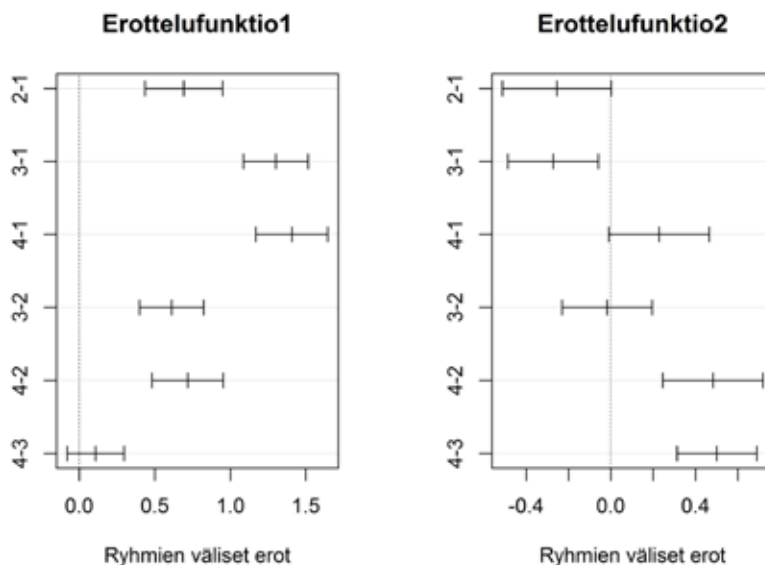 Erottelufunktio1
2-1
3-1
4-1
3-2
4-2
4-3
0.0 0.5 1.0 1.5
Ryhmien väliset erot
Erottelufunktio2
2-1
3-1
4-1
3-2
4-2
4-3
-0.4 0.0 0.4
Ryhmien väliset erot